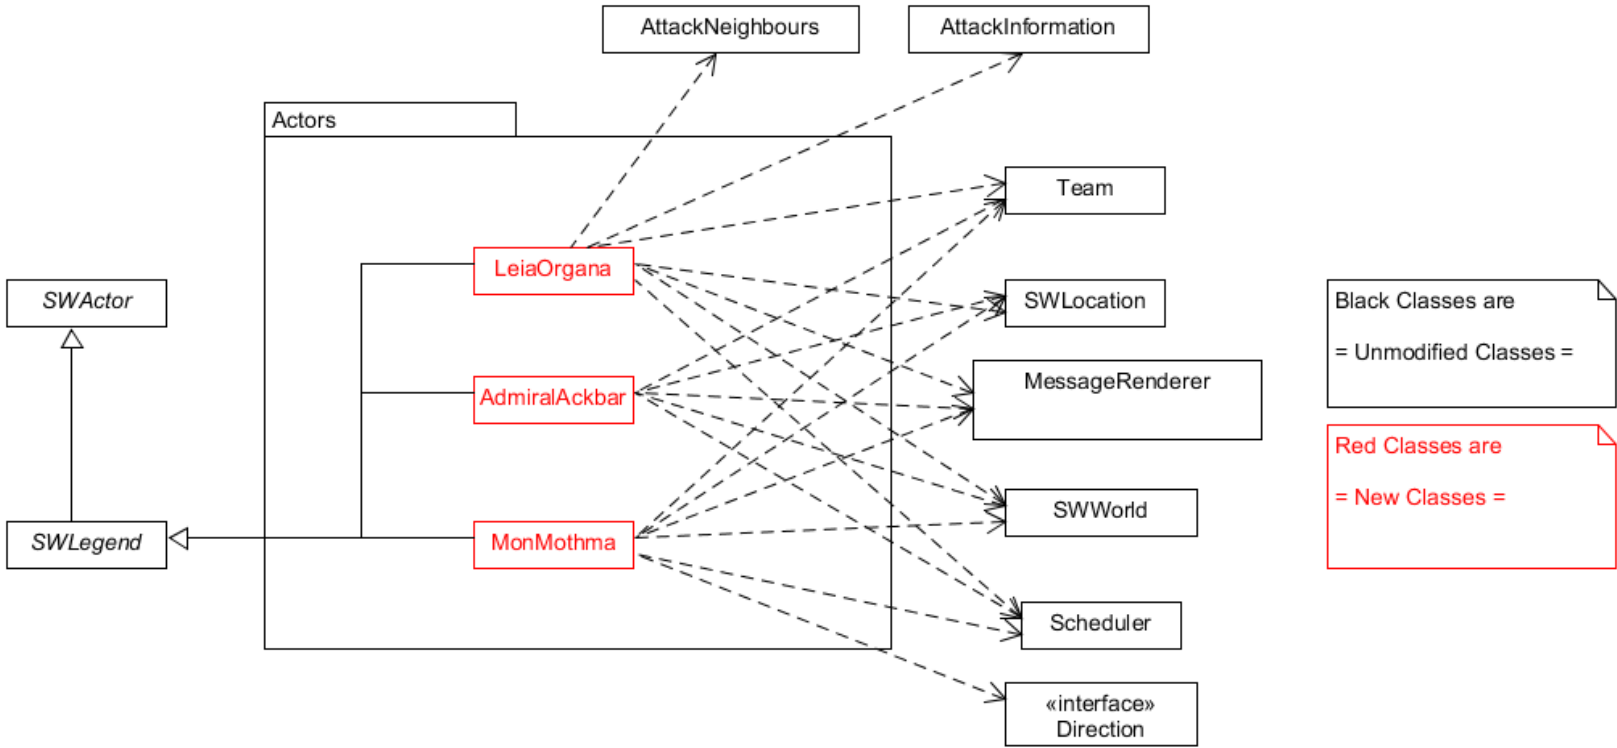 AttackNeighbours
AttackInformation
Actors
Team
LeiaOrgana
SWActor
SWLocation
Black Classes are
= Unmodified Classes =
MessageRenderer
AdmiralAckbar
Red Classes are
= New Classes =
SWWorld
SWLegend
MonMothma
Scheduler
«interface»
Direction